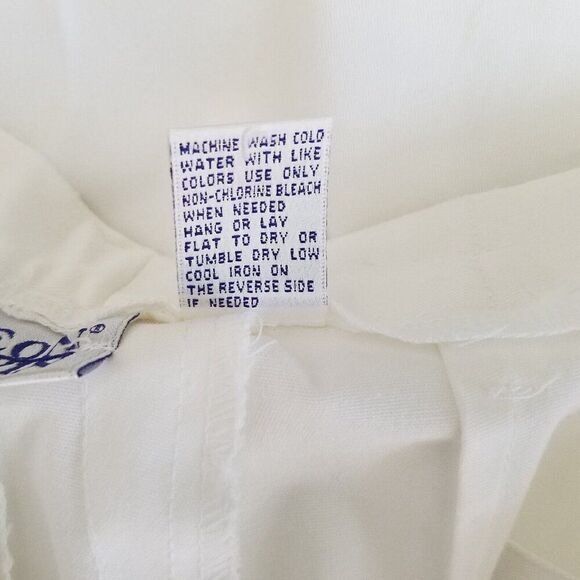 MACHINE WASH COLD
WATER WITH LIKE
COLORS USE ONLY
NON-CHLORINE BLEACH
WHEN NEEDED
HANG OR LAY
FLAT TO DRY OR
TUMBLE DRY LOW
COOL IRON ON
THE REVERSE SIDE
IF NEEDED